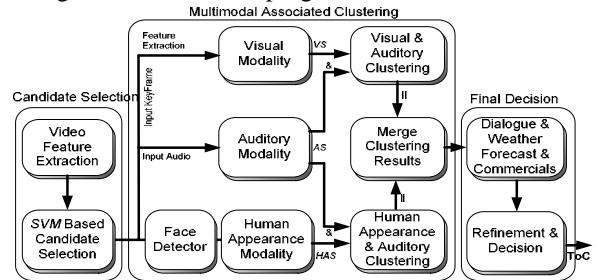 Multimodal Associated Clustering
Feature
Extraction
Visual
Modality
VS
Visual &
Auditory
Clustering
&
Input KeyFrame
Candidate Selection
Final Decision
Video
Feature
Extraction
Input Audio
Auditory
Modality
AS
||
Merge
Clustering
Results
Dialogue &
Weather
Forecast &
Commercials
||
SVM Based
Candidate
Selection
Face
Detector
Human
Appearance
Modality
&
HAS
Human
Appearance
& Auditory
Clustering
Refinement &
Decision
ToC